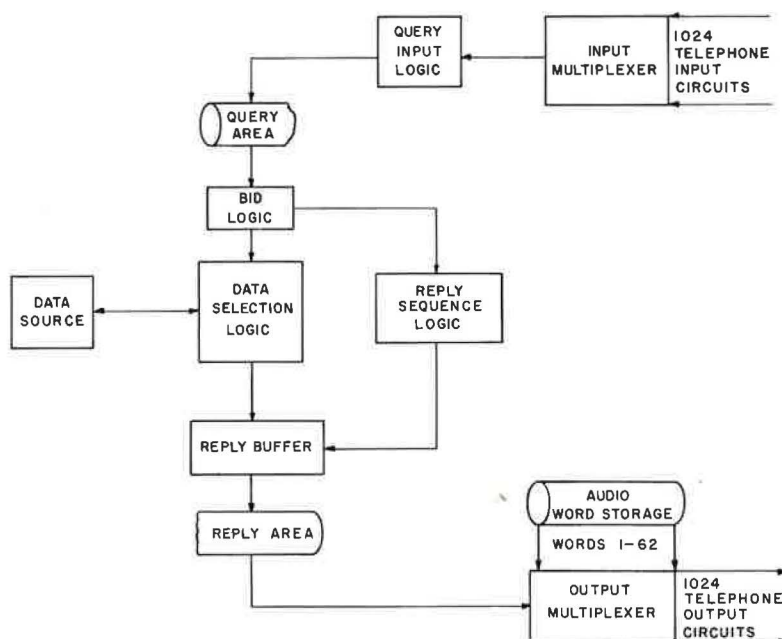 QUERY
INPUT
LOGIC
INPUT
MULTIPLEXER
1024
TELEPHONE
INPUT
CIRCUITS
QUERY
AREA
BID
LOGIC
DATA
SOURCE
DATA
SELECTION
LOGIC
REPLY
SEQUENCE
LOGIC
REPLY BUFFER
REPLY AREA
AUDIO
WORD STORAGE
WORDS 1-62
OUTPUT
MULTIPLEXER
1024
TELEPHONE
OUTPUT
CIRCUITS